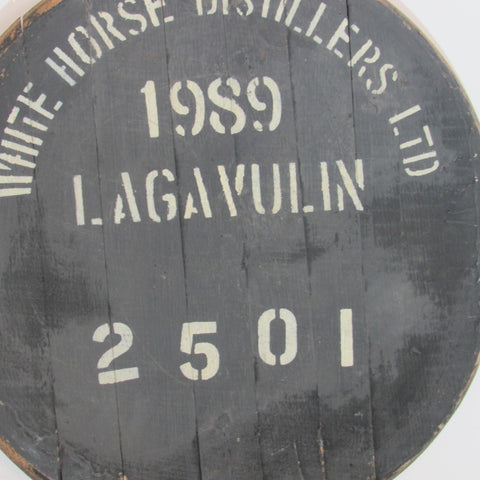 WHITE HORSE DISTILLERS LTD
1989
LAGAVULIN
2501